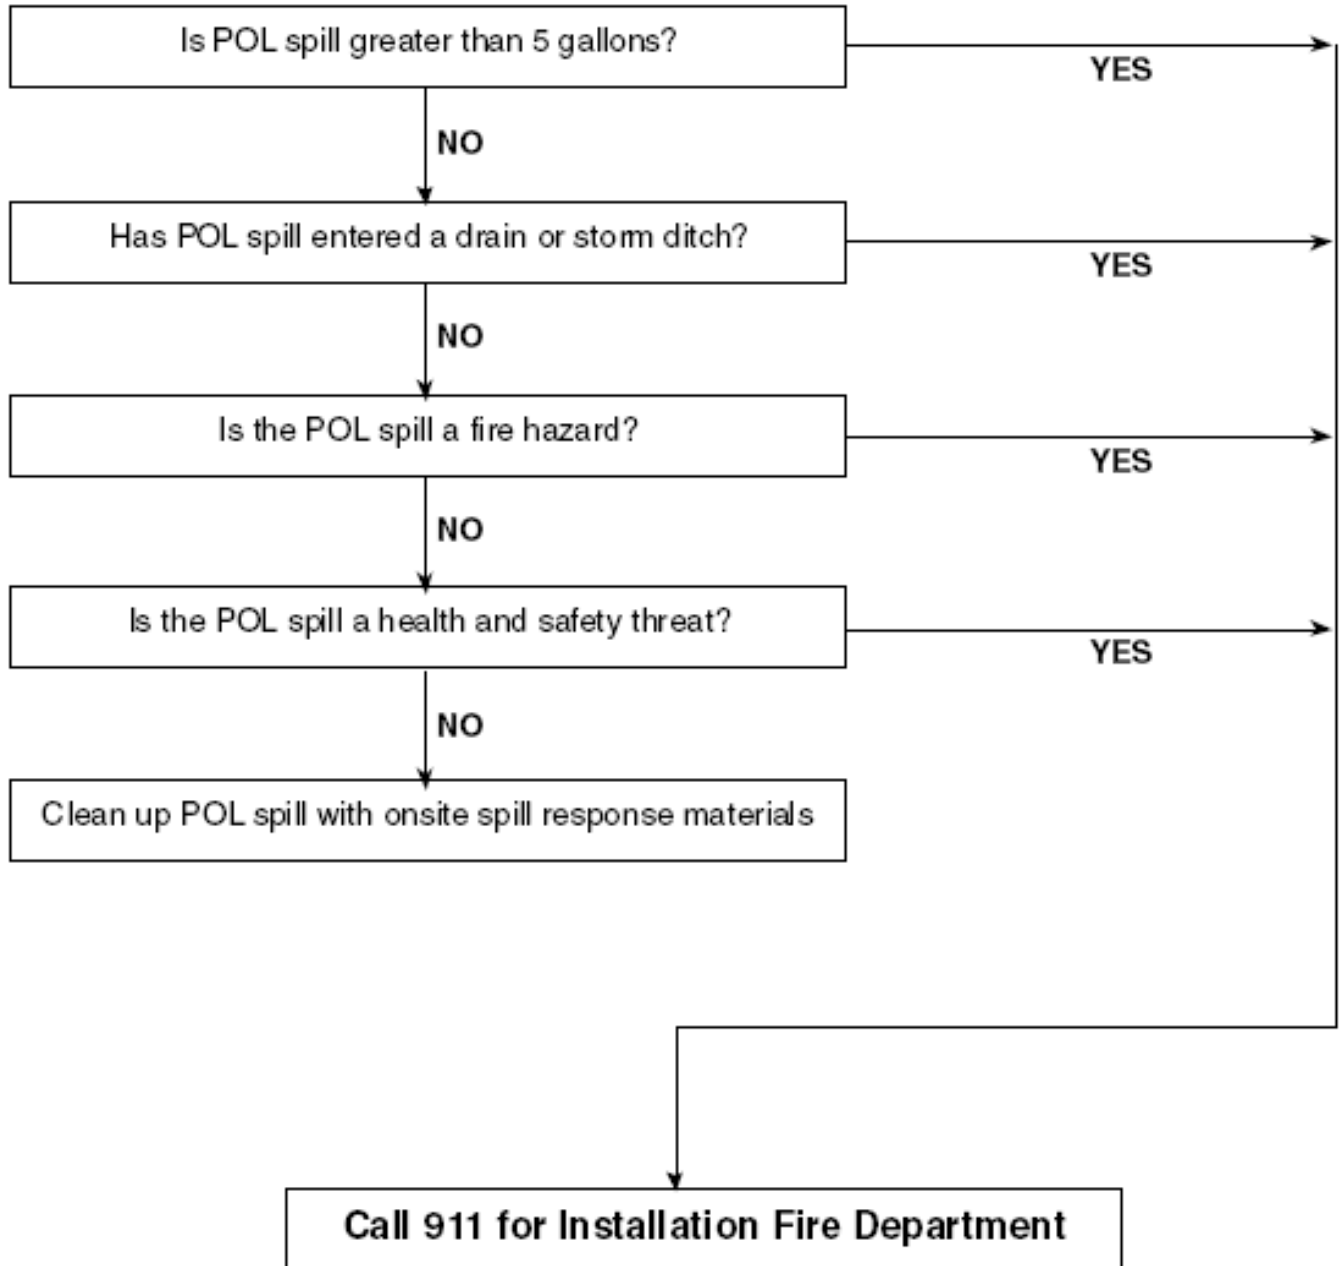 Is POL spill greater than 5 gallons?
YES
NO
Has POL spill entered a drain or storm ditch?
YES
NO
Is the POL spill a fire hazard?
YES
NO
Is the POL spill a health and safety threat?
YES
NO
Clean up POL spill with onsite spill response materials
Call 911 for Installation Fire Department